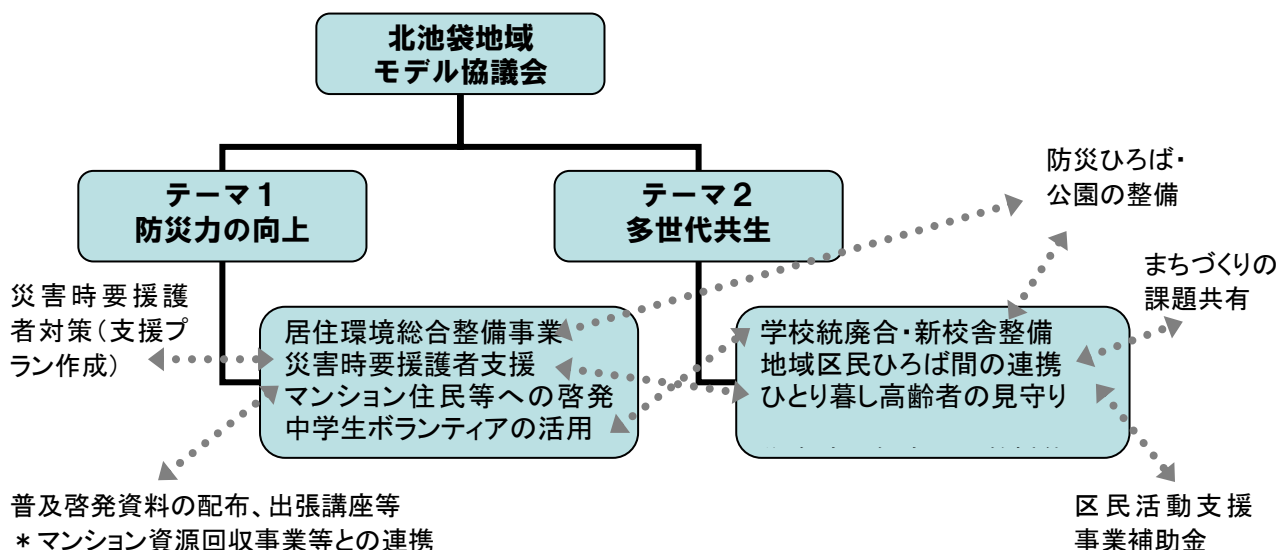 北池袋地域
モデル協議会
テーマ1
防災力の向上
テーマ2
多世代共生
防災ひろば・
公園の整備
まちづくりの
課題共有
災害時要援護
者対策(支援プ
ラン作成)
居住環境総合整備事業
災害時要援護者支援
マンション住民等への啓発
中学生ボランティアの活用
学校統廃合・新校舎整備
地域区民ひろば間の連携
ひとり暮し高齢者の見守り
普及啓発資料の配布、出張講座等
*マンション資源回収事業等との連携
区民活動支援
事業補助金